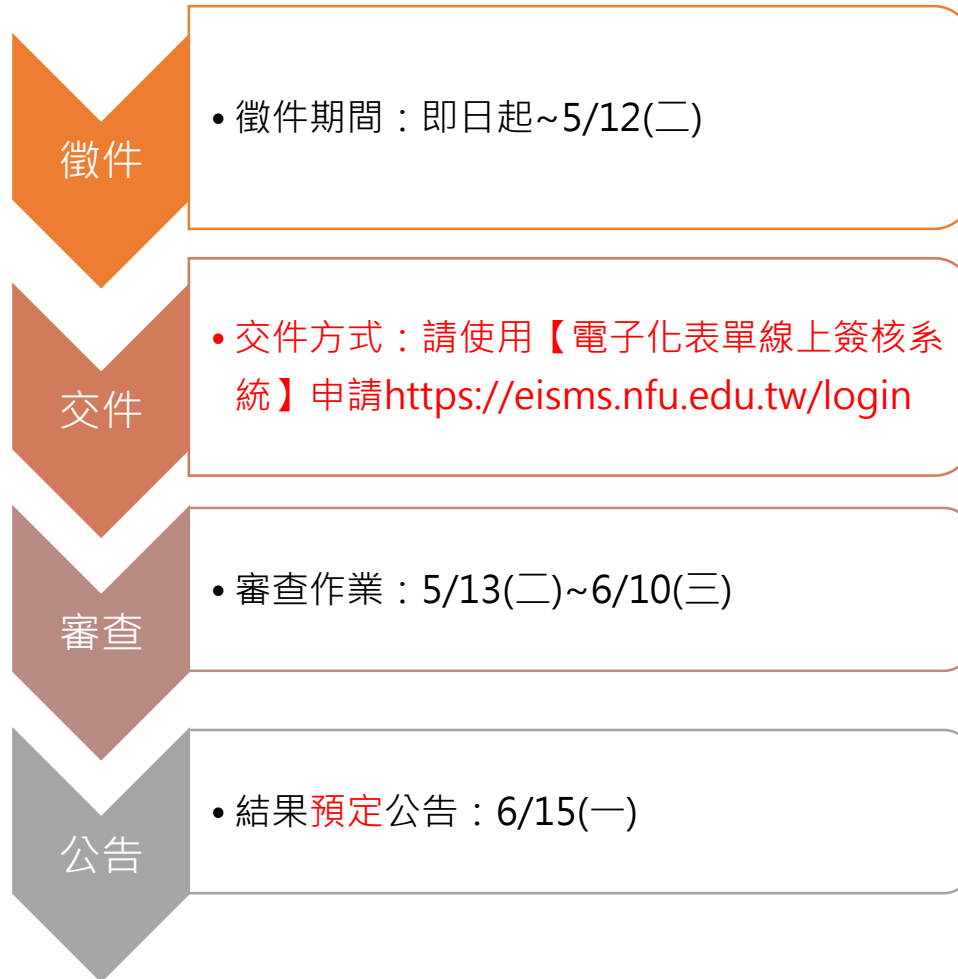 徵件
• 徵件期間：即日起~5/12(二)
交件
• 交件方式：請使用【電子化表單線上簽核系
統】申請https://eisms.nfu.edu.tw/login
審查
• 審查作業：5/13(二)~6/10(三)
公告
• 結果預定公告：6/15(一)